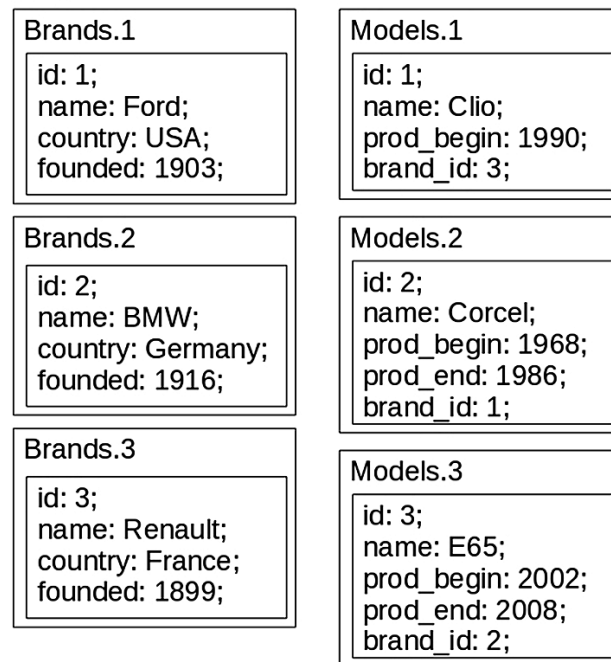 Brands.1
id: 1;
name: Ford;
country: USA;
founded: 1903;
Brands.2
id: 2;
name: BMW;
country: Germany;
founded: 1916;
Brands.3
id: 3;
name: Renault;
country: France;
founded: 1899;
Models.1
id: 1;
name: Clio;
prod_begin: 1990;
brand_id: 3;
Models.2
id: 2;
name: Corcel;
prod_begin: 1968;
prod_end: 1986;
brand_id: 1;
Models.3
id: 3;
name: E65;
prod_begin: 2002;
prod_end: 2008;
brand_id: 2;